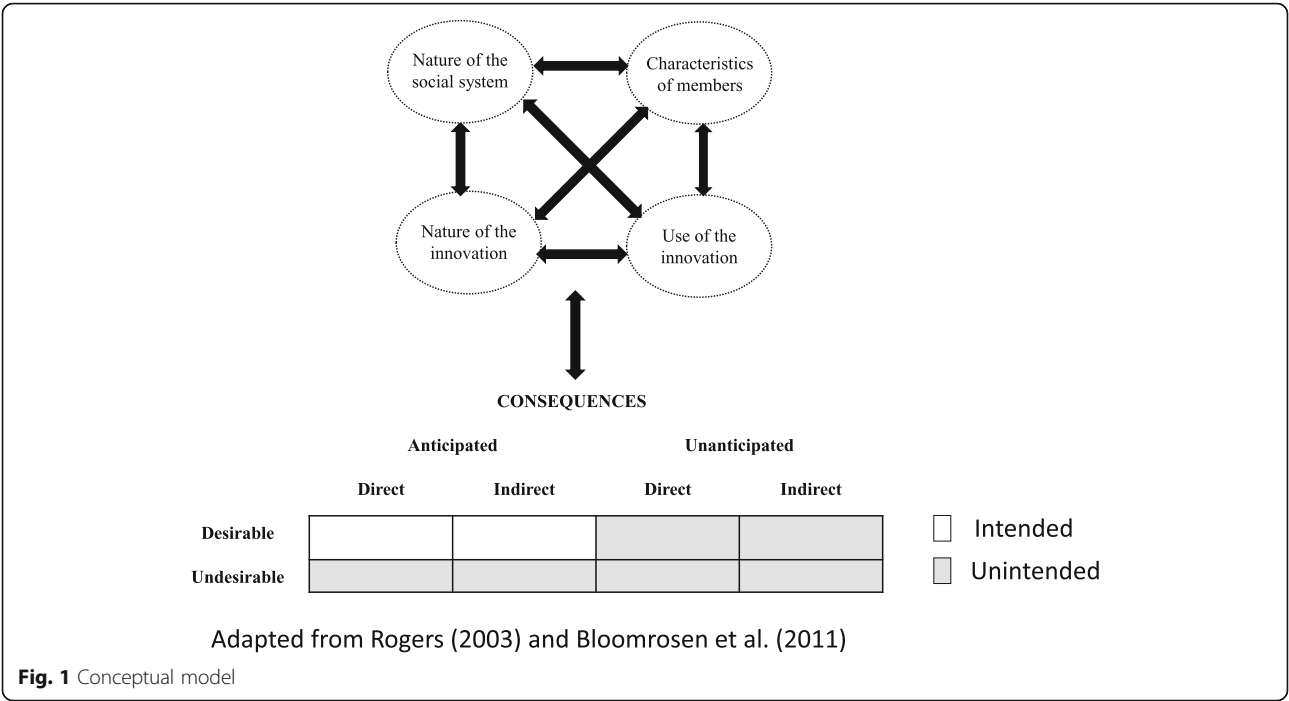 Nature of the
social system
Characteristics
of members
Nature of the
innovation
Use of the
innovation
CONSEQUENCES
Anticipated Unanticipated
Direct Indirect Direct Indirect
Desirable
Undesirable
Intended
Unintended
Adapted from Rogers (2003) and Bloomrosen et al. (2011)
Fig. 1 Conceptual model